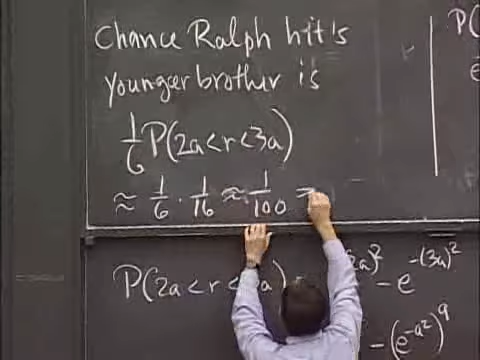 Chance Ralph hit's
younger brother is
1/6 P(2a<r<3a)
≈ 1/6 · 1/16 ≈ 1/100 =
P(
P(2a<r< a) a)² - e^-(3a)²
- (e^-a²)^9